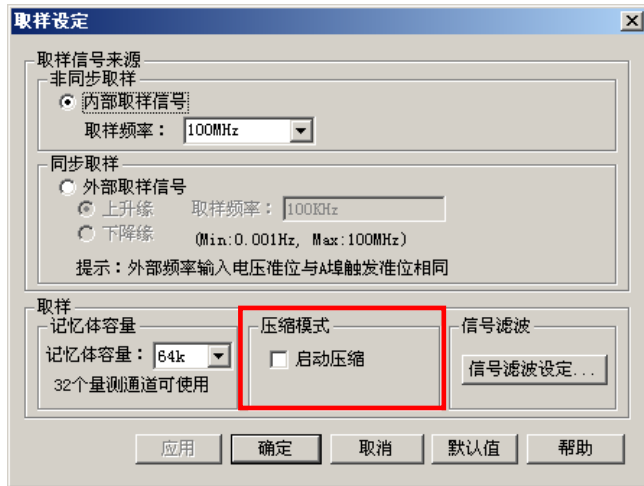 取样设定
取样信号来源
非同步取样
内部取样信号
取样频率： 100MHz
同步取样
外部取样信号
上升缘 取样频率： 100KHz
下降缘 (Min:0.001Hz, Max:100MHz)
提示：外部频率输入电压准位与A埠触发准位相同
取样
记忆体容量
记忆体容量： 64k
32个量测通道可使用
压缩模式
启动压缩
信号滤波
信号滤波设定...
应用 确定 取消 默认值 帮助